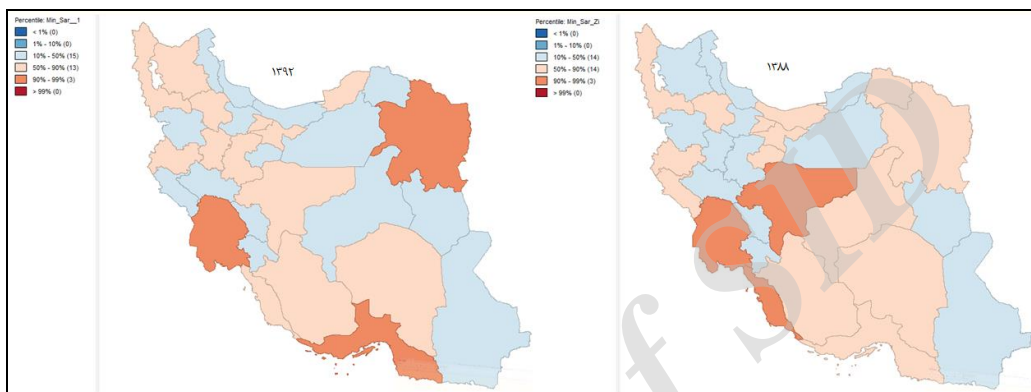 Percentile: Min_Sar__1
< 1% (0)
1% - 10% (0)
10% - 50% (15)
50% - 90% (13)
90% - 99% (3)
> 99% (0)
۱۳۹۲
Percentile: Min_Sar_Zi
< 1% (0)
1% - 10% (0)
10% - 50% (14)
50% - 90% (14)
90% - 99% (3)
> 99% (0)
۱۳۸۸
f SID